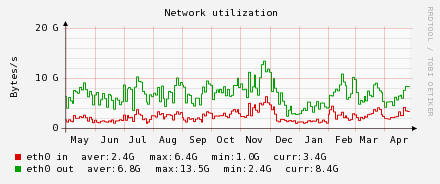 Network utilization
RRDTOOL / TOBI OETIKER
Bytes/s
20 G
10 G
0
May Jun Jul Aug Sep Oct Nov Dec Jan Feb Mar Apr
eth0 in aver:2.4G max:6.4G min:1.0G curr:3.4G
eth0 out aver:6.8G max:13.5G min:2.4G curr:8.4G